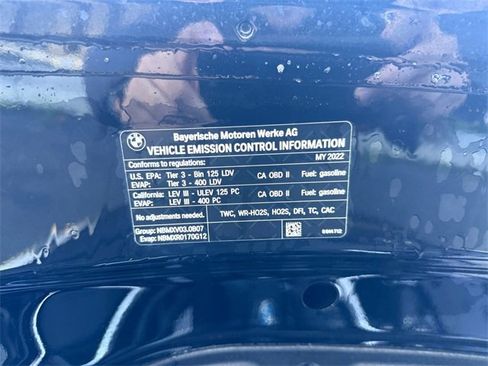 BMW
Bayerische Motoren Werke AG
VEHICLE EMISSION CONTROL INFORMATION
Conforms to regulations: MY 2022
U.S. EPA: Tier 3 - Bin 125 LDV CA OBD II Fuel: gasoline
EVAP: Tier 3 - 400 LDV
California: LEV III - ULEV 125 PC CA OBD II Fuel: gasoline
EVAP: LEV III - 400 PC
No adjustments needed. TWC, WR-HO2S, HO2S, DFI, TC, CAC
Group: NBMXV03.0B07
Evap: NBMXR0170G12